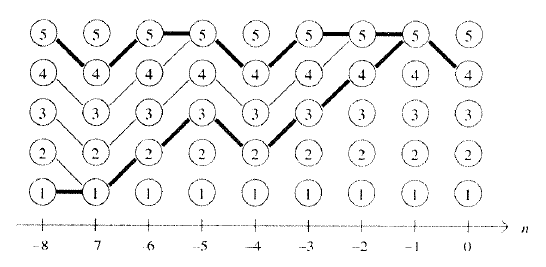 5 5 5 5 5 5 5 5 5
4 4 4 4 4 4 4 4 4
3 3 3 3 3 3 3 3 3
2 2 2 2 2 2 2 2 2
1 1 1 1 1 1 1 1 1
n
–8 7 –6 –5 –4 –3 –2 –1 0